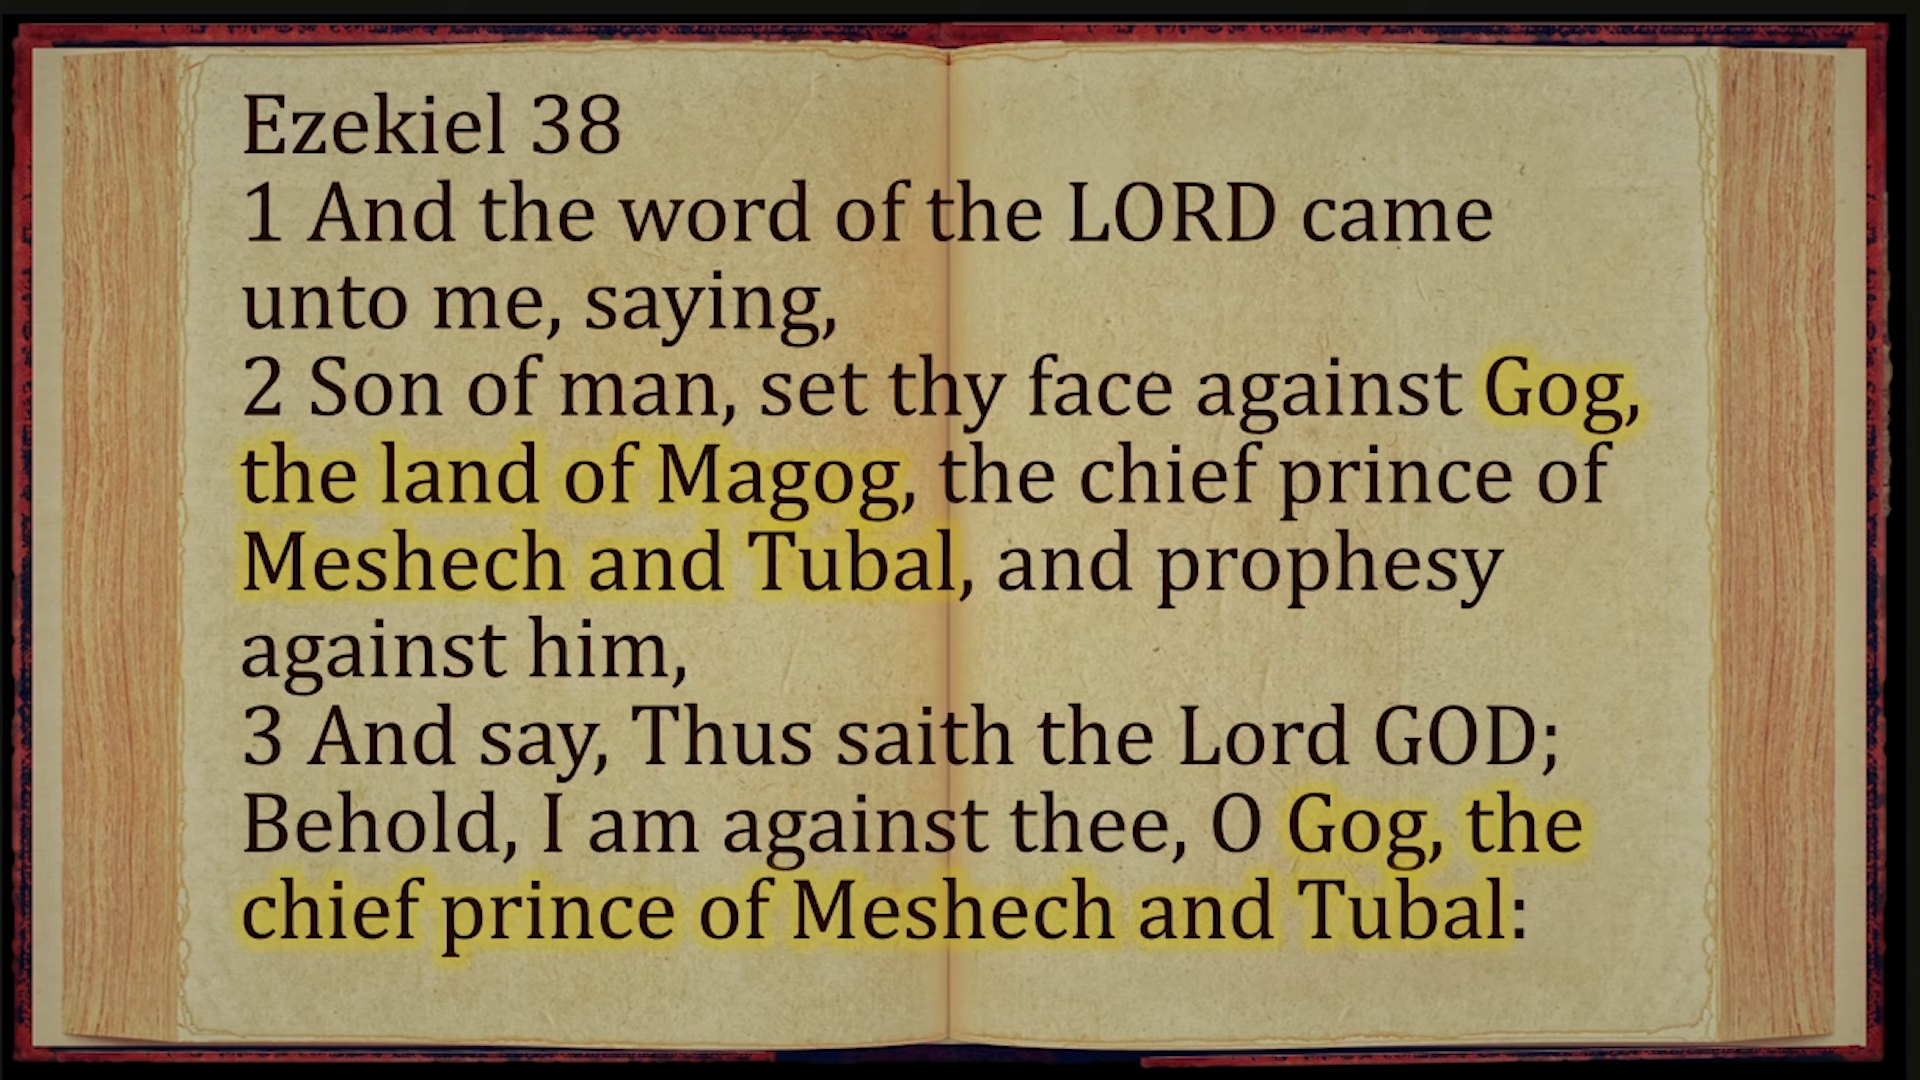 Ezekiel 38
1 And the word of the LORD came
unto me, saying,
2 Son of man, set thy face against Gog,
the land of Magog, the chief prince of
Meshech and Tubal, and prophesy
against him,
3 And say, Thus saith the Lord GOD;
Behold, I am against thee, O Gog, the
chief prince of Meshech and Tubal: